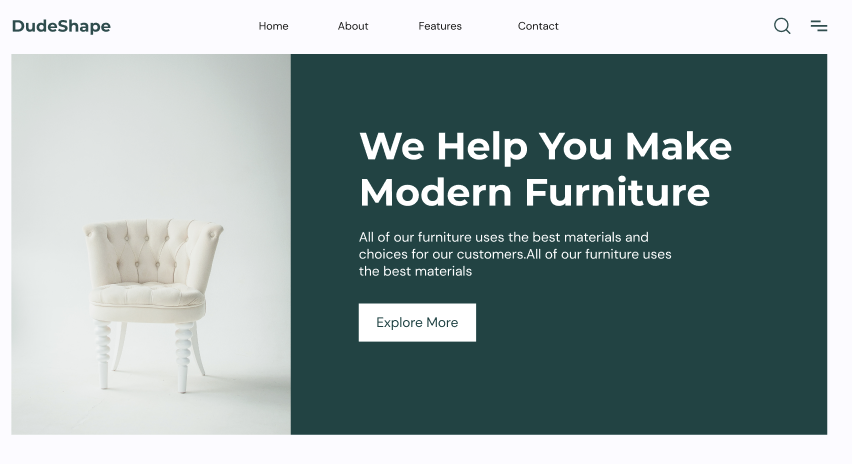 DudeShape
Home
About
Features
Contact
We Help You Make
Modern Furniture
All of our furniture uses the best materials and
choices for our customers.All of our furniture uses
the best materials
Explore More